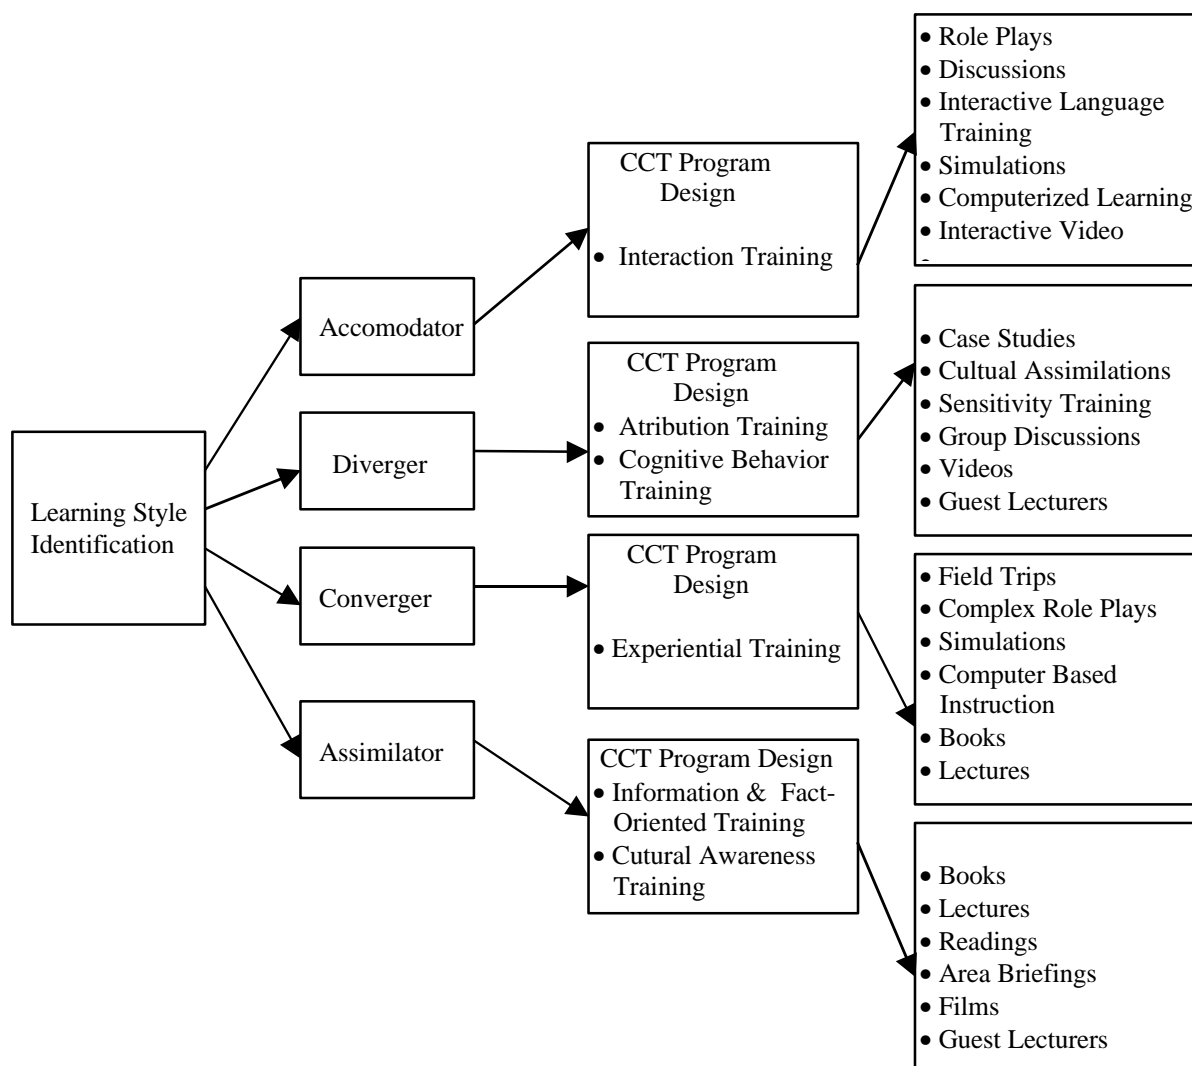 Learning Style
Identification
Accomodator
Diverger
Converger
Assimilator
CCT Program
Design
• Interaction Training
CCT Program
Design
• Atribution Training
• Cognitive Behavior
Training
CCT Program
Design
• Experiential Training
CCT Program Design
• Information & Fact-
Oriented Training
• Cutural Awareness
Training
• Role Plays
• Discussions
• Interactive Language
Training
• Simulations
• Computerized Learning
• Interactive Video
• Case Studies
• Cultual Assimilations
• Sensitivity Training
• Group Discussions
• Videos
• Guest Lecturers
• Field Trips
• Complex Role Plays
• Simulations
• Computer Based
Instruction
• Books
• Lectures
• Books
• Lectures
• Readings
• Area Briefings
• Films
• Guest Lecturers